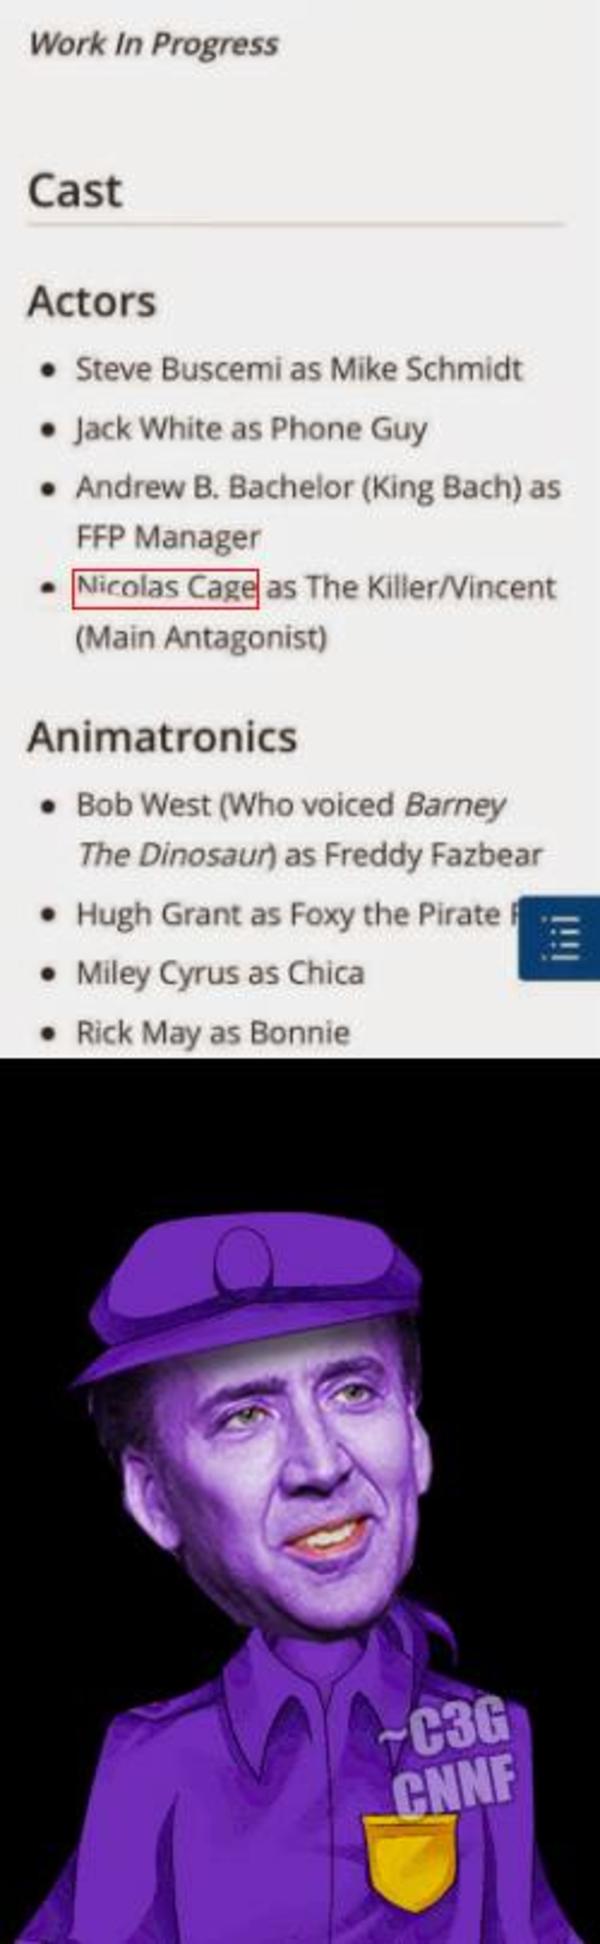 Work In Progress
Cast
Actors
• Steve Buscemi as Mike Schmidt
• Jack White as Phone Guy
• Andrew B. Bachelor (King Bach) as
FFP Manager
• Nicolas Cage as The Killer/Vincent
(Main Antagonist)
Animatronics
• Bob West (Who voiced Barney
The Dinosaur) as Freddy Fazbear
• Hugh Grant as Foxy the Pirate
• Miley Cyrus as Chica
• Rick May as Bonnie
~C3G
CNNF